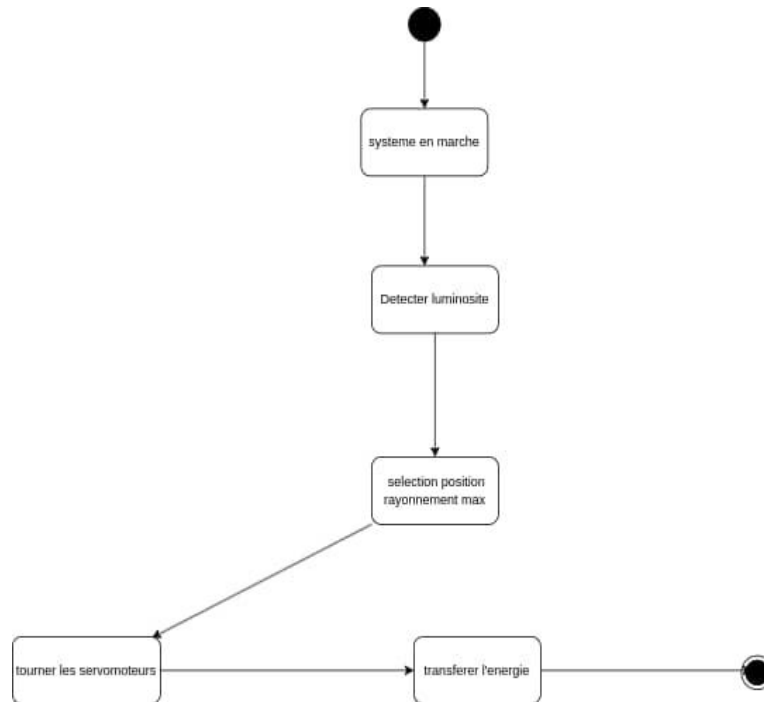 systeme en marche
Detecter luminosite
selection position
rayonnement max
tourner les servomoteurs
transferer l'energie